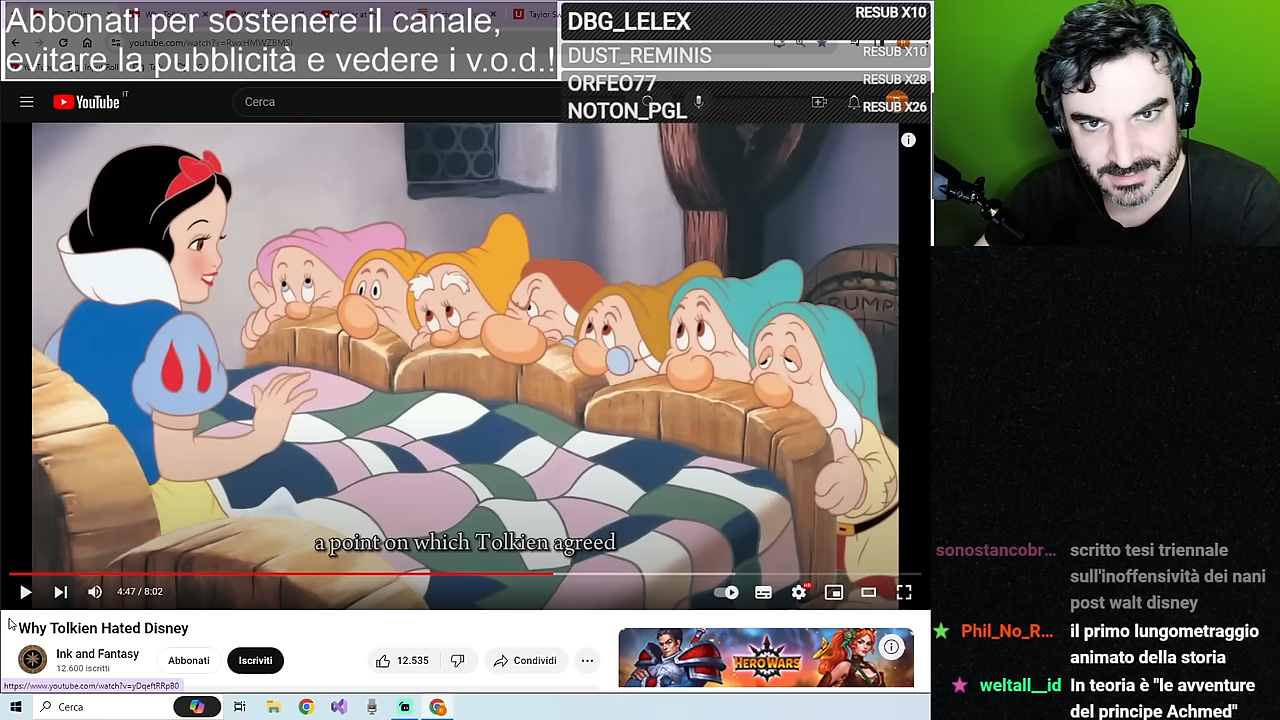 Abbonati per sostenere il canale,
evitare la pubblicità e vedere i v.o.d.!
DBG_LELEX RESUB X10
DUST_REMINIS RESUB X10
ORFEO77 RESUB X28
NOTON_PGL RESUB X26
YouTube IT
Cerca
RUMP
a point on which Tolkien agreed
4:47 / 8:02
HD
Why Tolkien Hated Disney
Ink and Fantasy
12.600 iscritti
Abbonati
Iscriviti
12.535
Condividi
HERO WARS
https://www.youtube.com/watch?v=yDqeftRRpB0
Cerca
sonostancobr... scritto tesi triennale
sull'inoffensività dei nani
post walt disney
Phil_No_R... il primo lungometraggio
animato della storia
weltall__id In teoria è "le avventure
del principe Achmed"